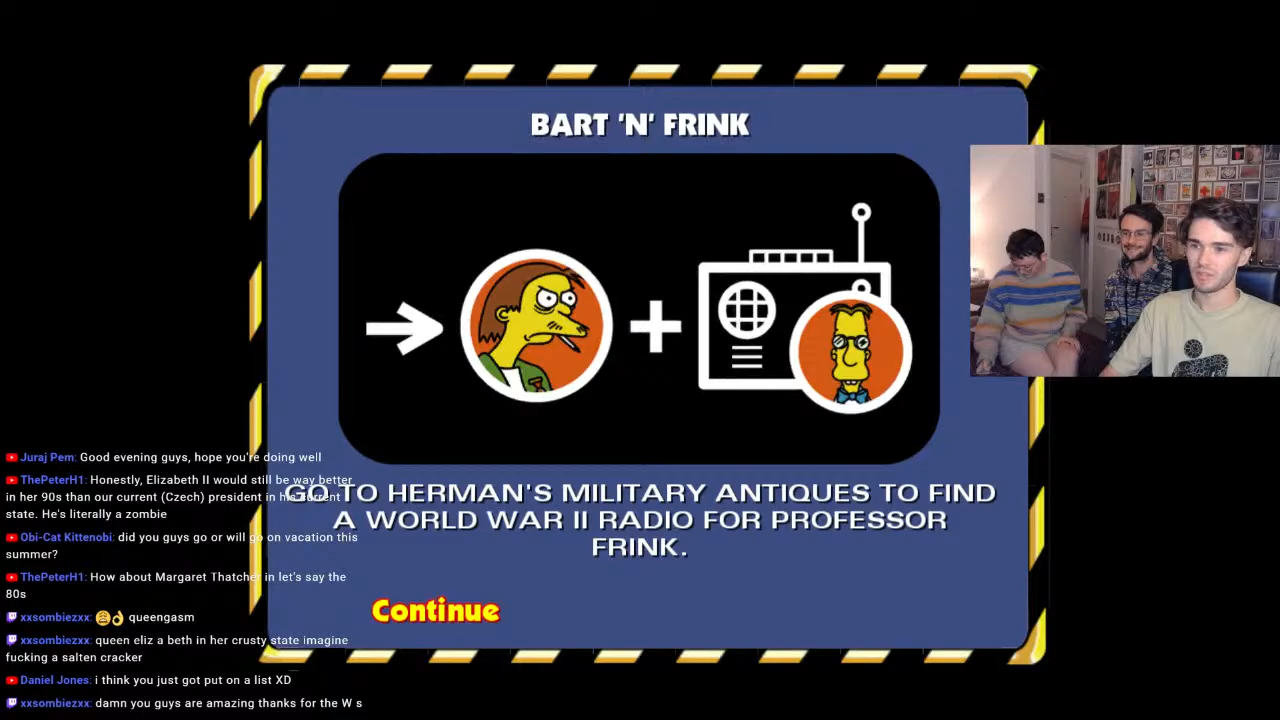 BART 'N' FRINK
GO TO HERMAN'S MILITARY ANTIQUES TO FIND
A WORLD WAR II RADIO FOR PROFESSOR
FRINK.
Continue
Juraj Pem: Good evening guys, hope you're doing well
ThePeterH1: Honestly, Elizabeth II would still be way better
in her 90s than our current (Czech) president in his current
state. He's literally a zombie
Obi-Cat Kittenobi: did you guys go or will go on vacation this
summer?
ThePeterH1: How about Margaret Thatcher in let's say the
80s
xxsombiezxx: 😩👌 queengasm
xxsombiezxx: queen eliz a beth in her crusty state imagine
fucking a salten cracker
Daniel Jones: i think you just got put on a list XD
xxsombiezxx: damn you guys are amazing thanks for the W s